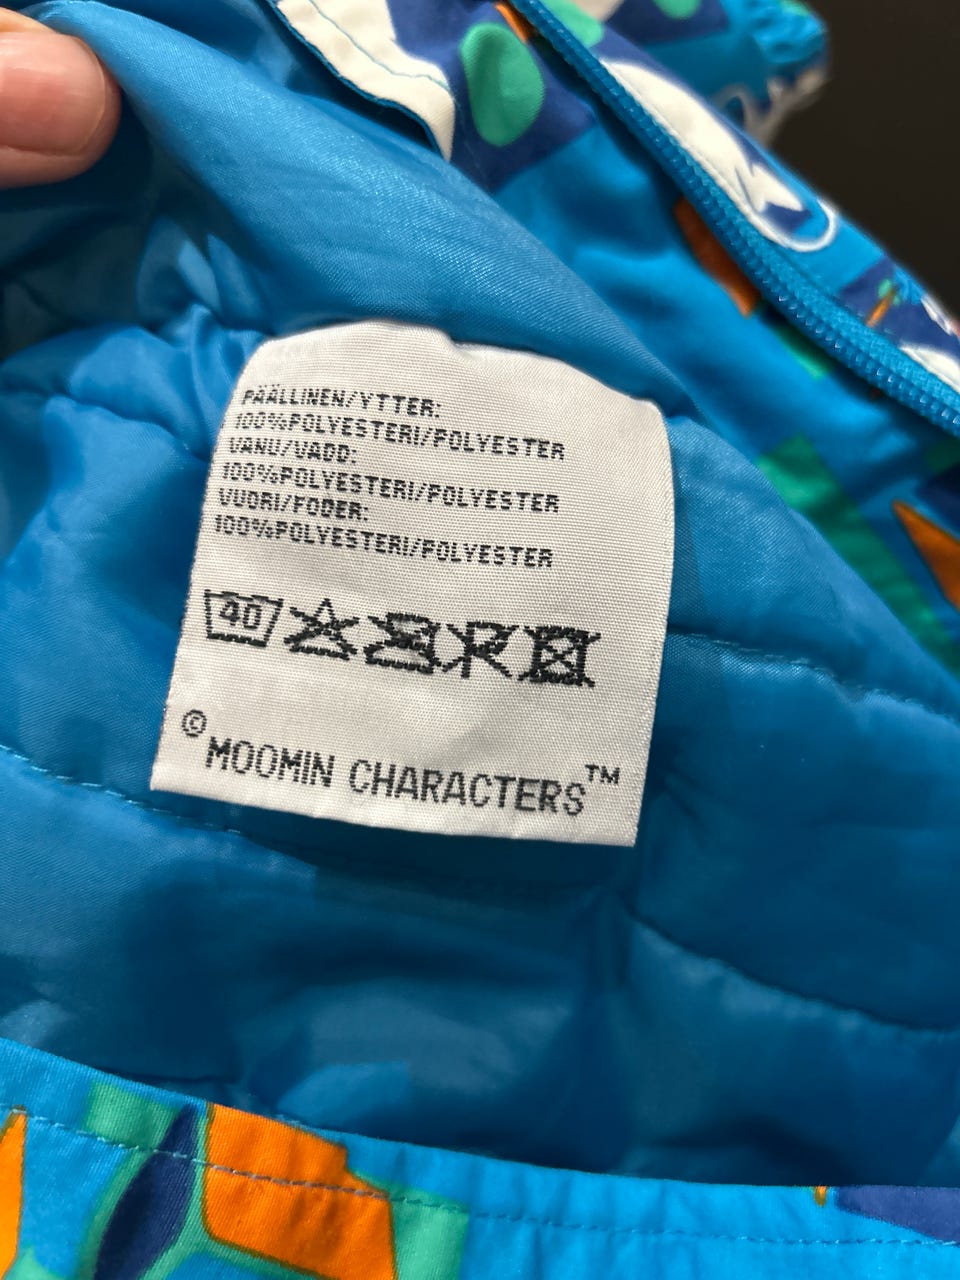 PÄÄLLINEN/YTTER:
100%POLYESTERI/POLYESTER
VANU/VADD:
100%POLYESTERI/POLYESTER
VUORI/FODER:
100%POLYESTERI/POLYESTER
40
© MOOMIN CHARACTERS™